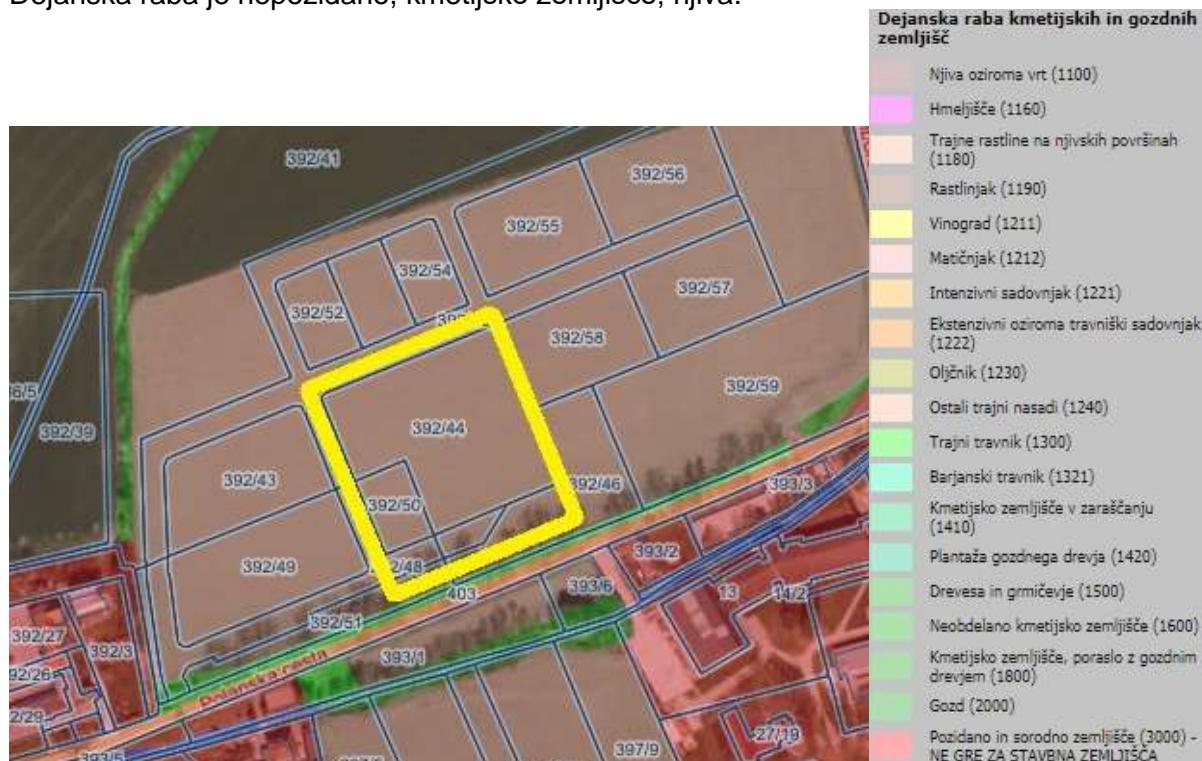 Dejanska raba je nepozidano, kmetijsko zemljišče, njiva.
Dejanska raba kmetijskih in gozdnih
zemljišč
Njiva oziroma vrt (1100)
Hmeljišče (1160)
Trajne rastline na njivskih površinah
(1180)
Rastlinjak (1190)
Vinograd (1211)
Matičnjak (1212)
Intenzivni sadovnjak (1221)
Ekstenzivni oziroma travniški sadovnjak
(1222)
Oljčnik (1230)
Ostali trajni nasadi (1240)
Trajni travnik (1300)
Barjanski travnik (1321)
Kmetijsko zemljišče v zaraščanju
(1410)
Plantaža gozdnega drevja (1420)
Drevesa in grmičevje (1500)
Neobdelano kmetijsko zemljišče (1600)
Kmetijsko zemljišče, poraslo z gozdnim
drevjem (1800)
Gozd (2000)
Pozidano in sorodno zemljišče (3000) -
NE GRE ZA STAVBNA ZEMLJIŠČA
392/41
392/56
392/55
392/54
392/57
392/52
392/58
392/59
392/39
392/44
392/43
392/46
393/3
392/50
392/49
392/48
393/2
403
393/6
13
14/2
392/51
392/27
392/3
393/1
cesta
397/9
27/19
393/5